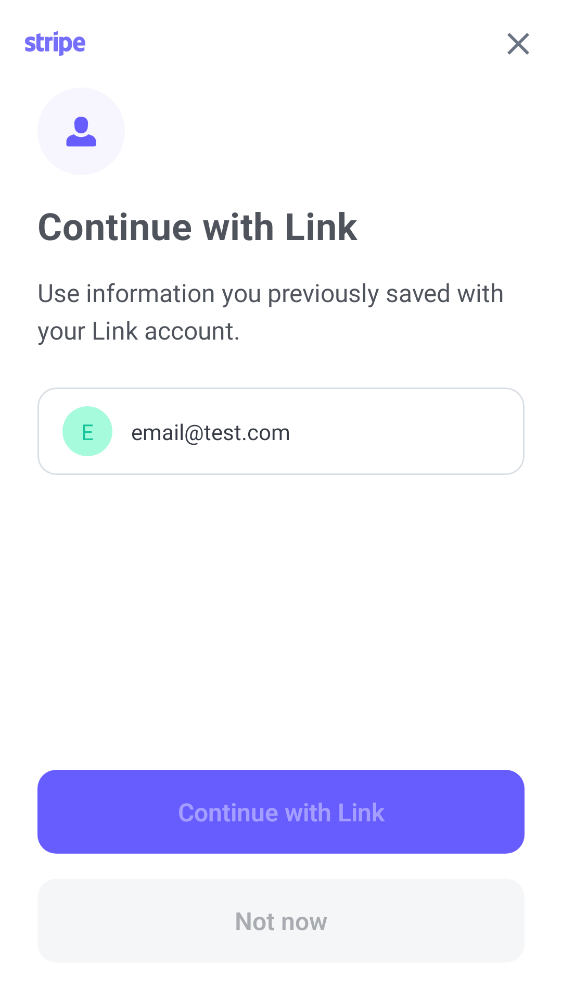 stripe
Continue with Link
Use information you previously saved with
your Link account.
E
email@test.com
Continue with Link
Not now